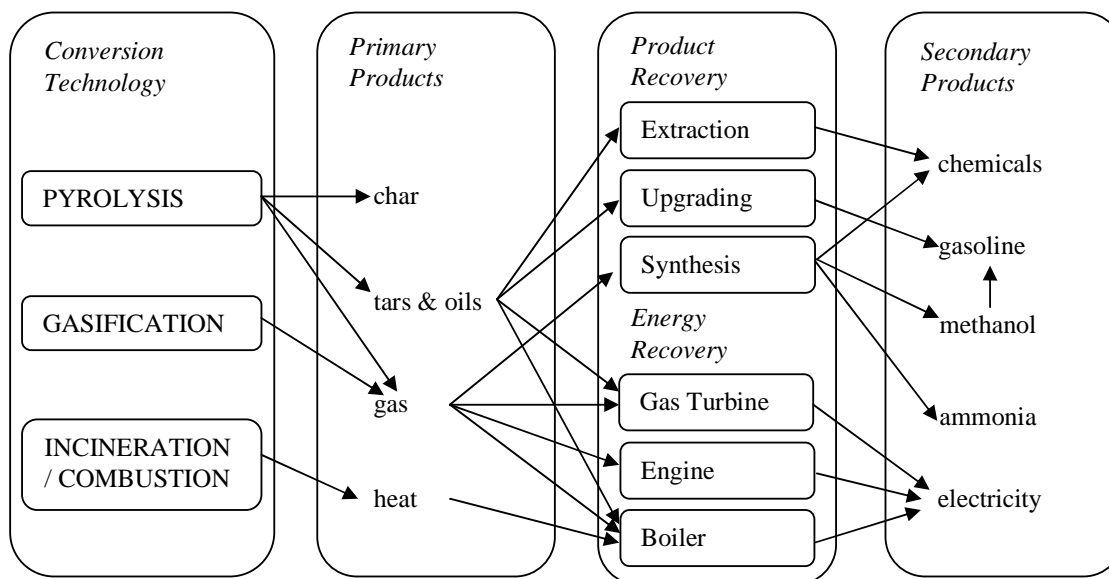 Conversion
Technology
PYROLYSIS
GASIFICATION
INCINERATION
/ COMBUSTION
Primary
Products
char
tars & oils
gas
heat
Product
Recovery
Extraction
Upgrading
Synthesis
Energy
Recovery
Gas Turbine
Engine
Boiler
Secondary
Products
chemicals
gasoline
methanol
ammonia
electricity